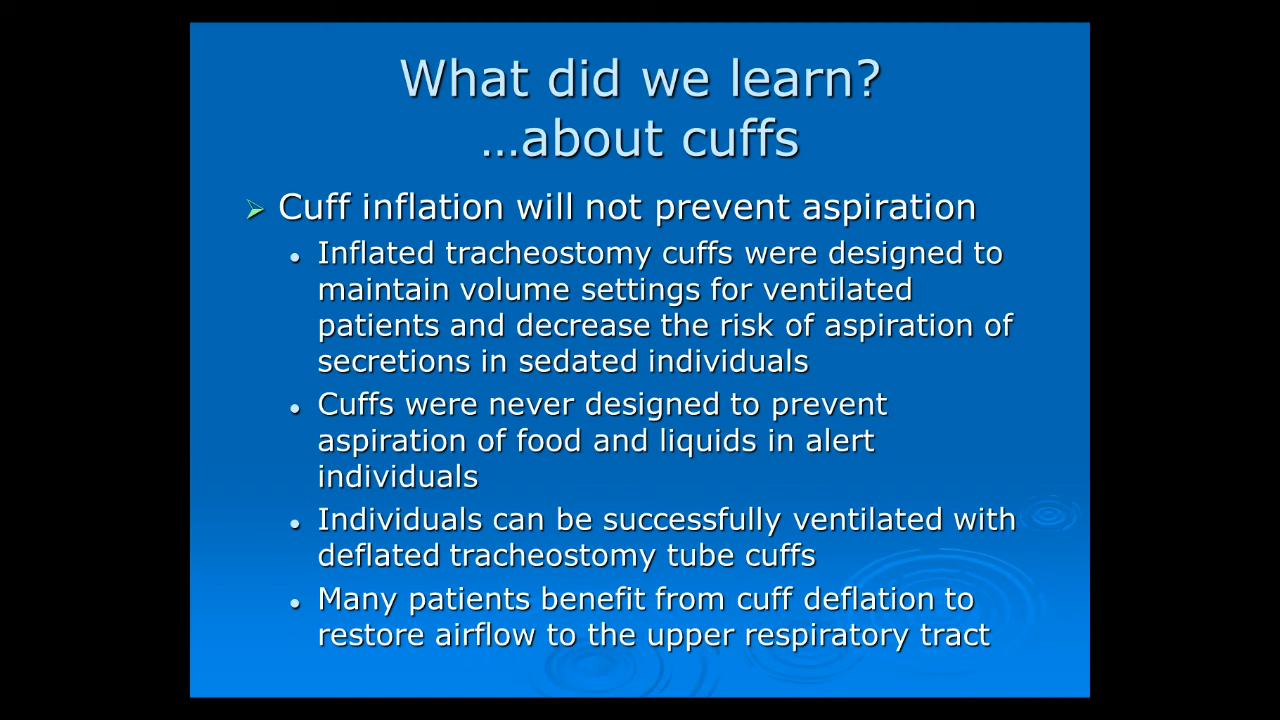 What did we learn?
…about cuffs
Cuff inflation will not prevent aspiration
Inflated tracheostomy cuffs were designed to
maintain volume settings for ventilated
patients and decrease the risk of aspiration of
secretions in sedated individuals
Cuffs were never designed to prevent
aspiration of food and liquids in alert
individuals
Individuals can be successfully ventilated with
deflated tracheostomy tube cuffs
Many patients benefit from cuff deflation to
restore airflow to the upper respiratory tract